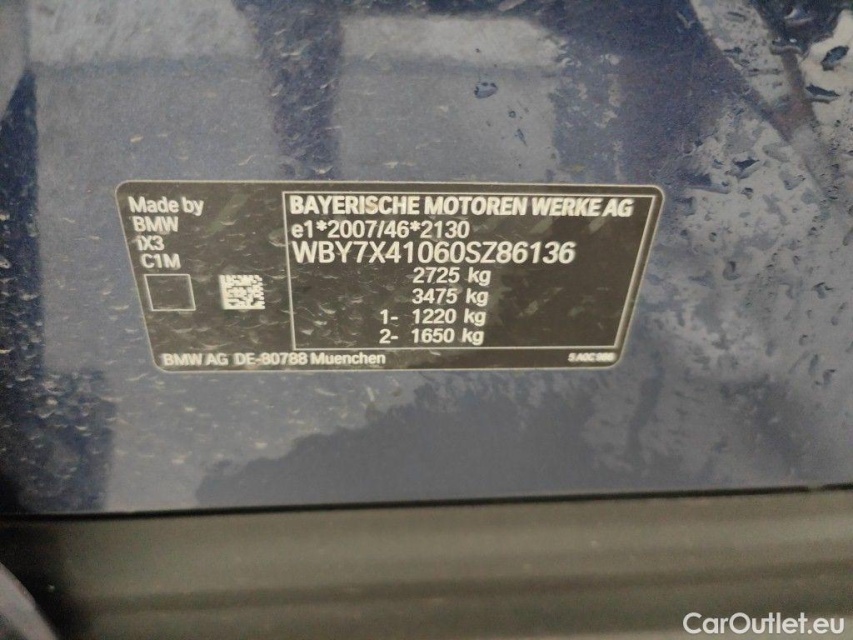 Made by
BMW
iX3
C1M
BAYERISCHE MOTOREN WERKE AG
e1*2007/46*2130
WBY7X41060SZ86136
2725 kg
3475 kg
1- 1220 kg
2- 1650 kg
BMW AG DE-80788 Muenchen
CarOutlet.eu